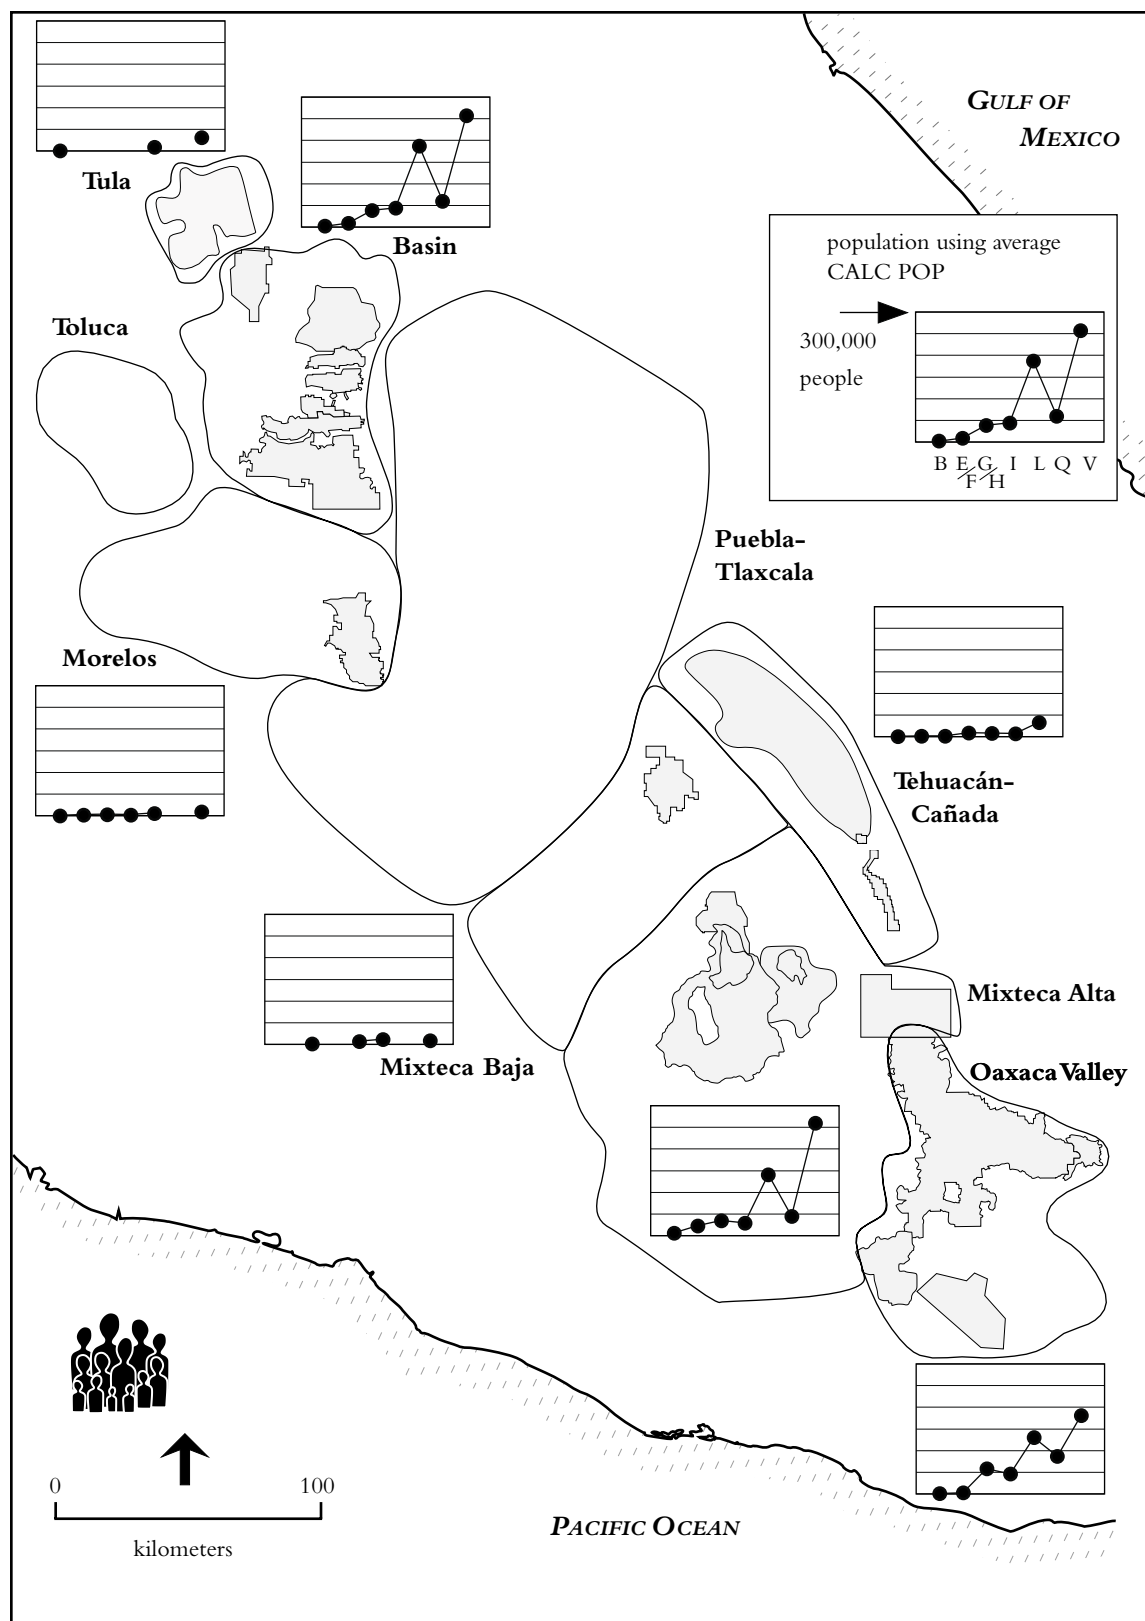 Tula
Basin
GULF OF
MEXICO
population using average
CALC POP
300,000
people
B E G I L Q V
F H
Toluca
Puebla-
Tlaxcala
Morelos
Tehuacán-
Cañada
Mixteca Alta
Mixteca Baja
Oaxaca Valley
0 100
kilometers
PACIFIC OCEAN